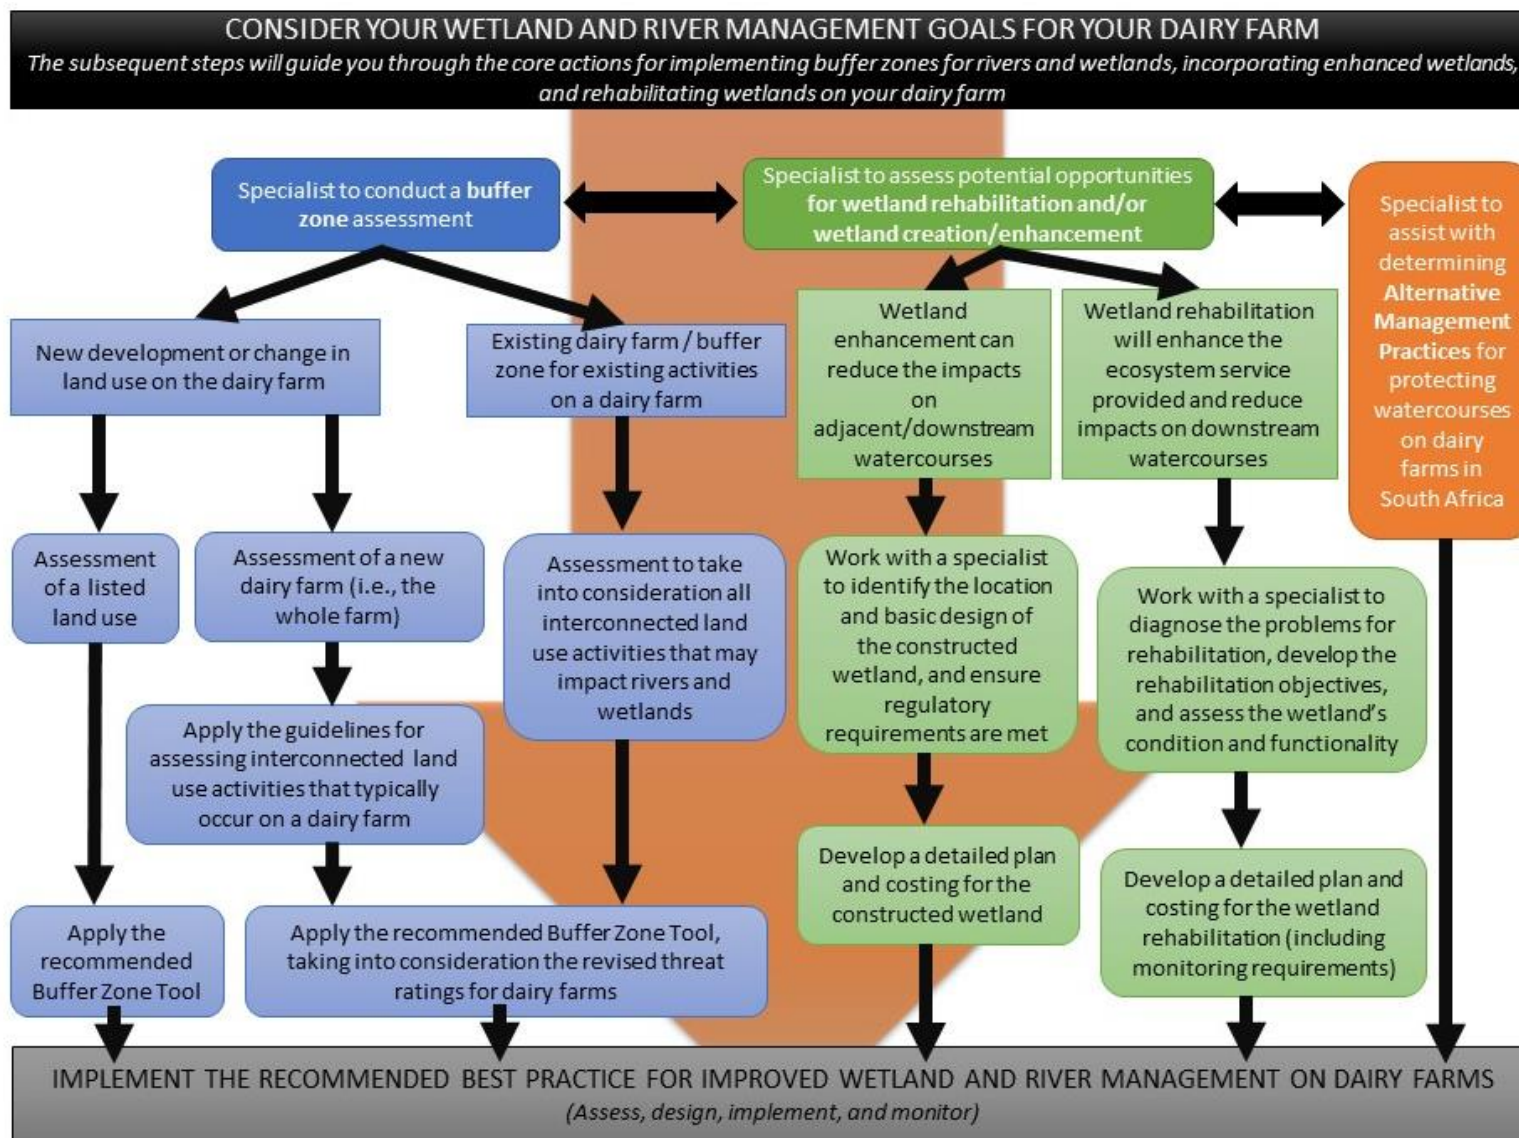 CONSIDER YOUR WETLAND AND RIVER MANAGEMENT GOALS FOR YOUR DAIRY FARM
The subsequent steps will guide you through the core actions for implementing buffer zones for rivers and wetlands, incorporating enhanced wetlands,
and rehabilitating wetlands on your dairy farm
Specialist to conduct a buffer
zone assessment
Specialist to assess potential opportunities
for wetland rehabilitation and/or
wetland creation/enhancement
Specialist to
assist with
determining
Alternative
Management
Practices for
protecting
watercourses
on dairy
farms in
South Africa
New development or change in
land use on the dairy farm
Existing dairy farm / buffer
zone for existing activities
on a dairy farm
Wetland
enhancement can
reduce the impacts
on
adjacent/downstream
watercourses
Wetland rehabilitation
will enhance the
ecosystem service
provided and reduce
impacts on downstream
watercourses
Assessment
of a listed
land use
Assessment of a new
dairy farm (i.e., the
whole farm)
Assessment to take
into consideration all
interconnected land
use activities that may
impact rivers and
wetlands
Work with a specialist
to identify the location
and basic design of
the constructed
wetland, and ensure
regulatory
requirements are met
Work with a specialist to
diagnose the problems for
rehabilitation, develop the
rehabilitation objectives,
and assess the wetland's
condition and functionality
Apply the guidelines for
assessing interconnected land
use activities that typically
occur on a dairy farm
Develop a detailed plan
and costing for the
constructed wetland
Develop a detailed plan and
costing for the wetland
rehabilitation (including
monitoring requirements)
Apply the
recommended
Buffer Zone Tool
Apply the recommended Buffer Zone Tool,
taking into consideration the revised threat
ratings for dairy farms
IMPLEMENT THE RECOMMENDED BEST PRACTICE FOR IMPROVED WETLAND AND RIVER MANAGEMENT ON DAIRY FARMS
(Assess, design, implement, and monitor)